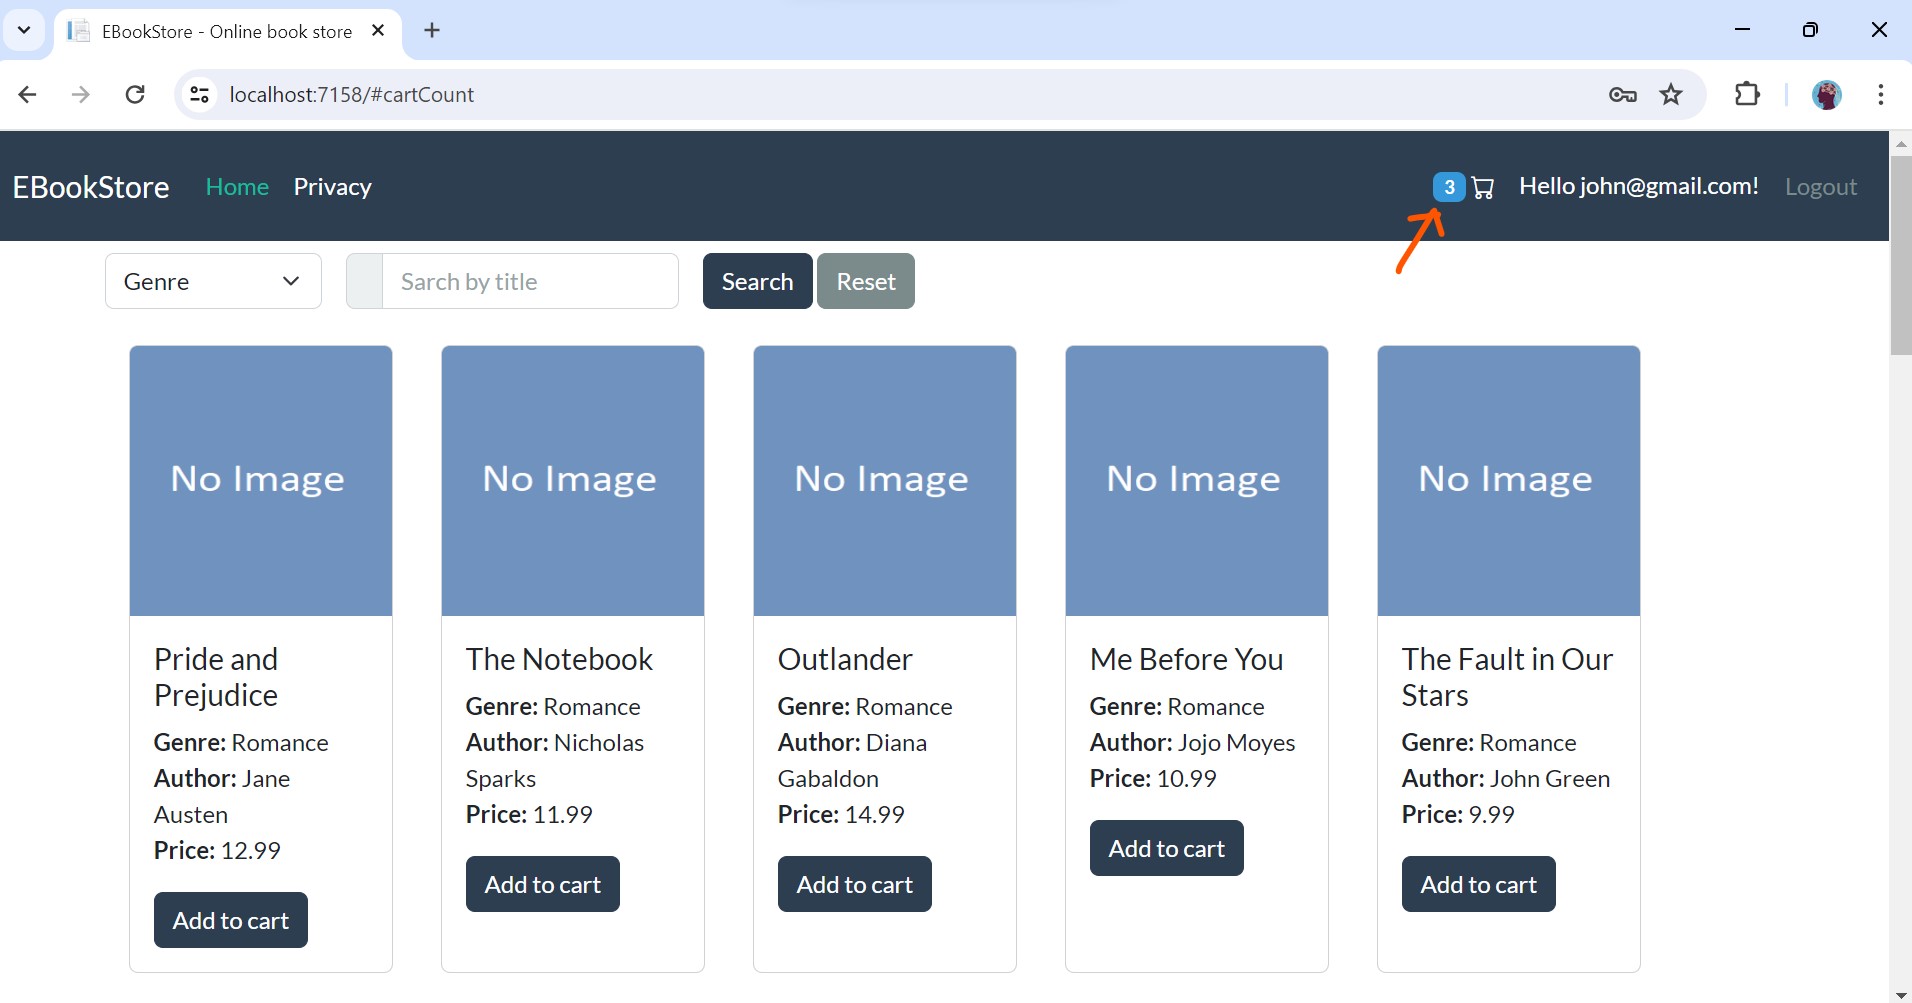 EBookStore - Online book store
localhost:7158/#cartCount
EBookStore Home Privacy 3 Hello john@gmail.com! Logout
Genre Sarch by title Search Reset
No Image
Pride and
Prejudice
Genre: Romance
Author: Jane
Austen
Price: 12.99
Add to cart
No Image
The Notebook
Genre: Romance
Author: Nicholas
Sparks
Price: 11.99
Add to cart
No Image
Outlander
Genre: Romance
Author: Diana
Gabaldon
Price: 14.99
Add to cart
No Image
Me Before You
Genre: Romance
Author: Jojo Moyes
Price: 10.99
Add to cart
No Image
The Fault in Our
Stars
Genre: Romance
Author: John Green
Price: 9.99
Add to cart